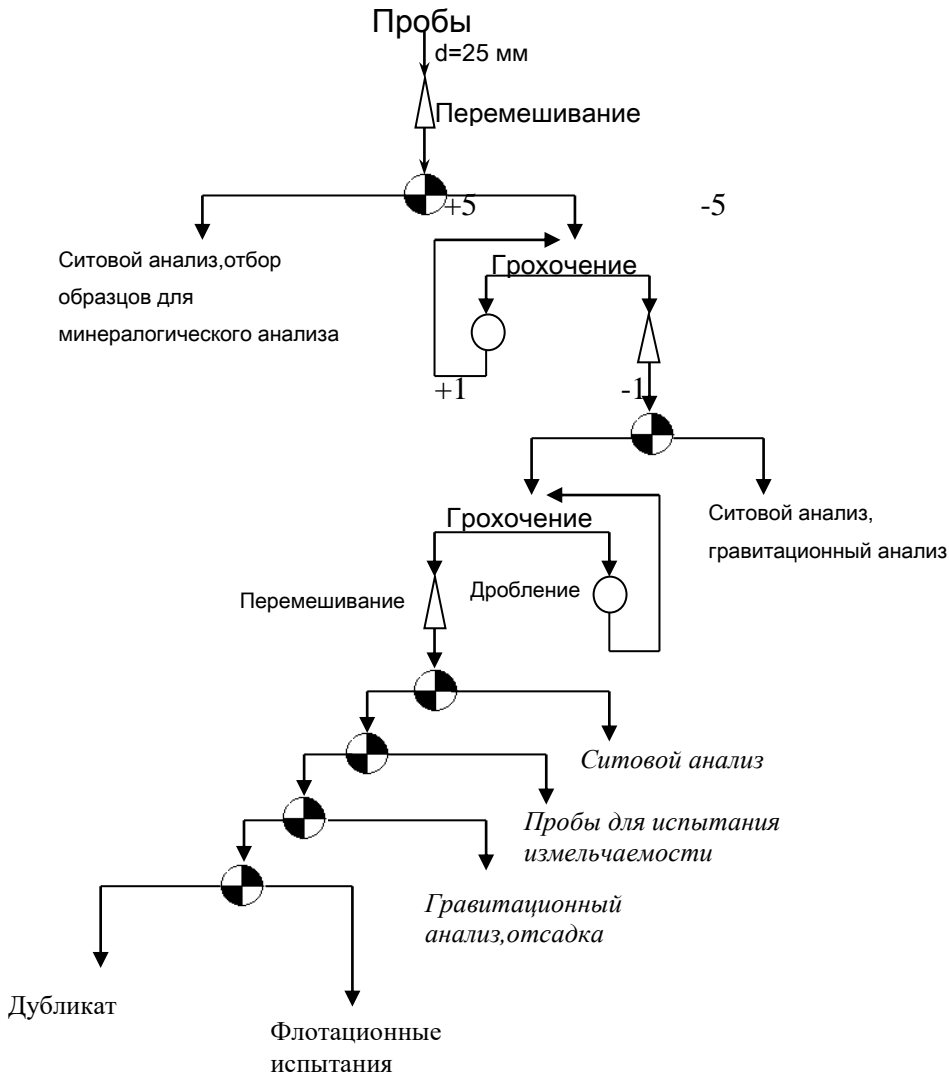 Пробы
d=25 мм
Перемешивание
+5
-5
Ситовой анализ,отбор
образцов для
минералогического анализа
Грохочение
+1
-1
Ситовой анализ,
гравитационный анализ
Грохочение
Перемешивание
Дробление
Ситовой анализ
Пробы для испытания
измельчаемости
Гравитационный
анализ,отсадка
Дубликат
Флотационные
испытания